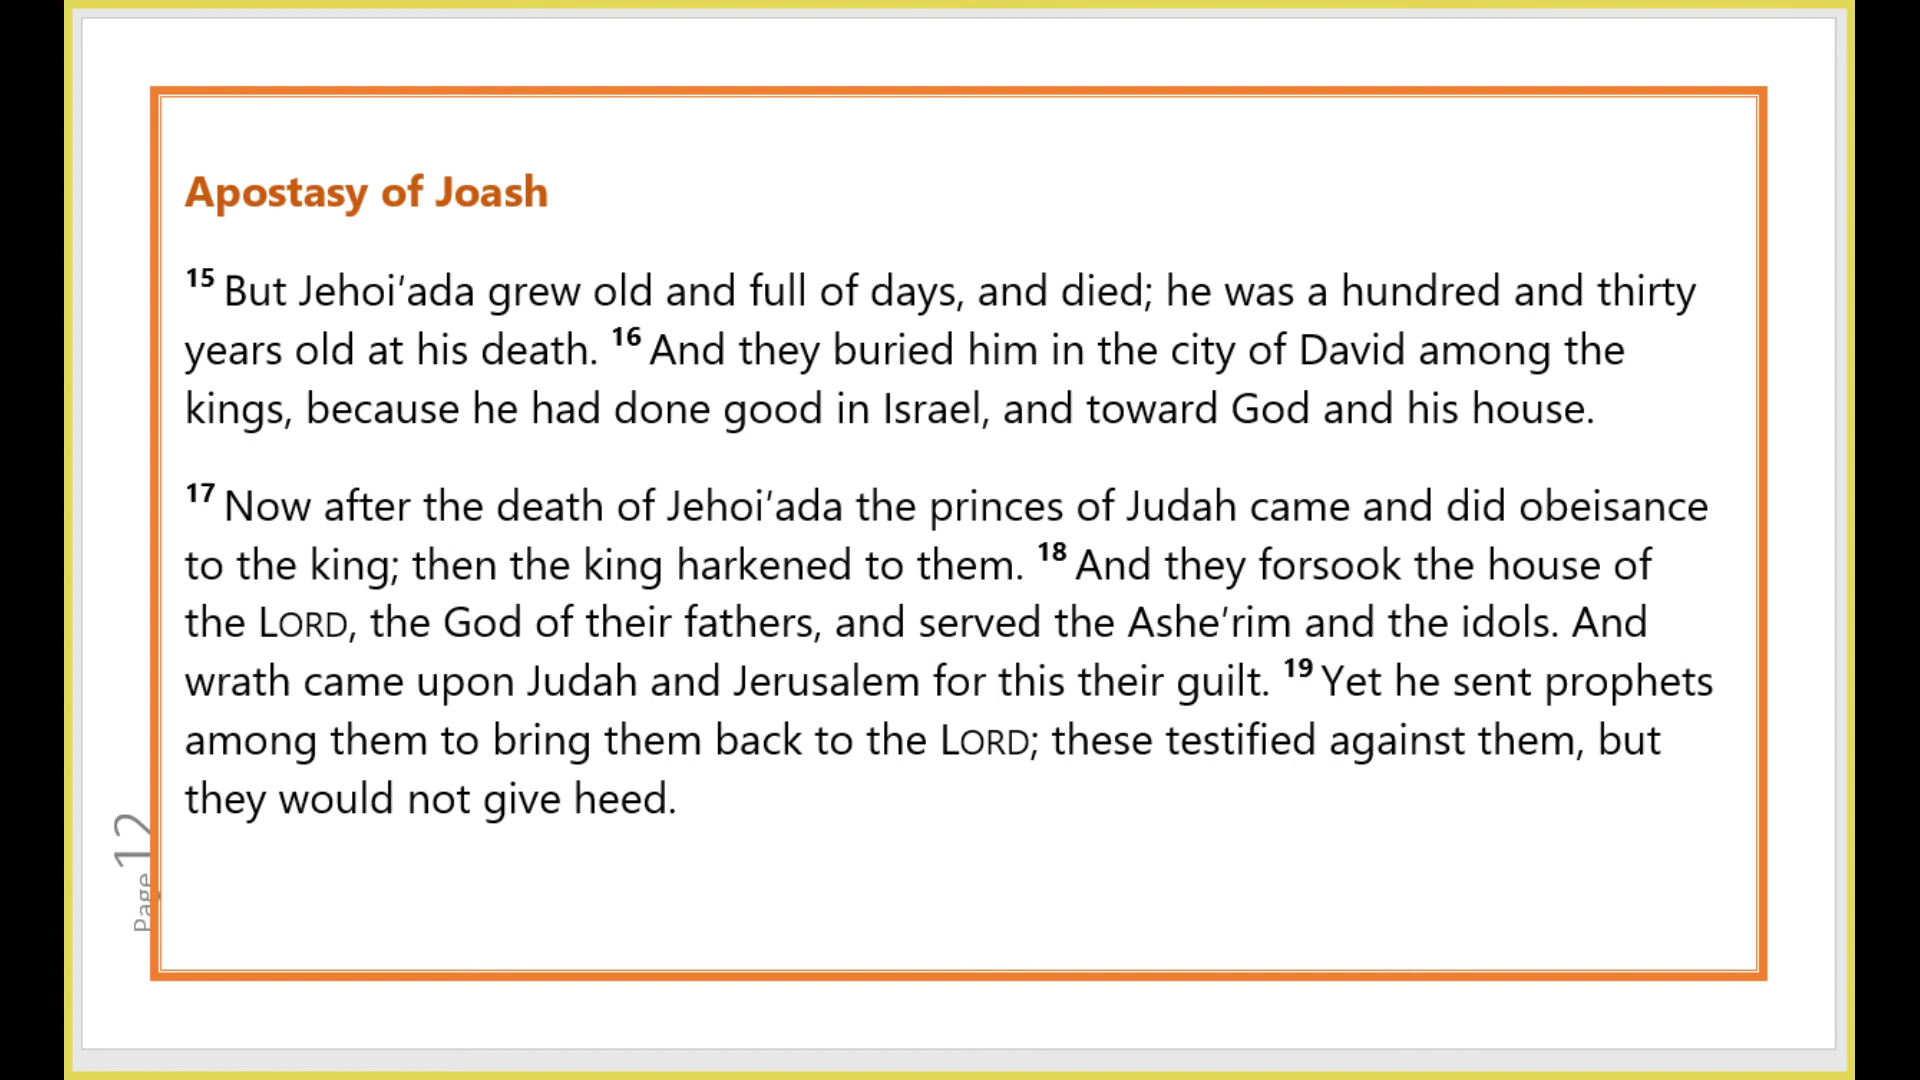 Apostasy of Joash
15 But Jehoi′ada grew old and full of days, and died; he was a hundred and thirty
years old at his death. 16 And they buried him in the city of David among the
kings, because he had done good in Israel, and toward God and his house.
17 Now after the death of Jehoi′ada the princes of Judah came and did obeisance
to the king; then the king harkened to them. 18 And they forsook the house of
the LORD, the God of their fathers, and served the Ashe′rim and the idols. And
wrath came upon Judah and Jerusalem for this their guilt. 19 Yet he sent prophets
among them to bring them back to the LORD; these testified against them, but
they would not give heed.
Page 12